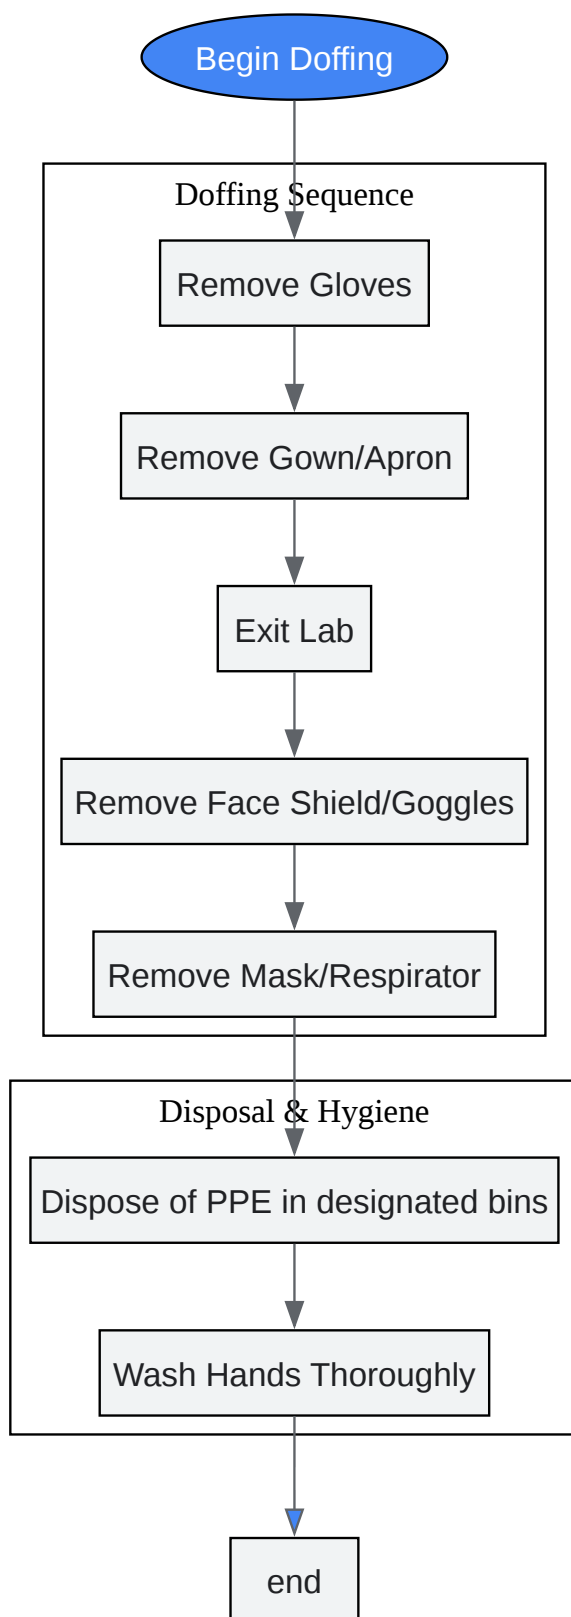 Begin Doffing
Doffing Sequence
Remove Gloves
Remove Gown/Apron
Exit Lab
Remove Face Shield/Goggles
Remove Mask/Respirator
Disposal & Hygiene
Dispose of PPE in designated bins
Wash Hands Thoroughly
end